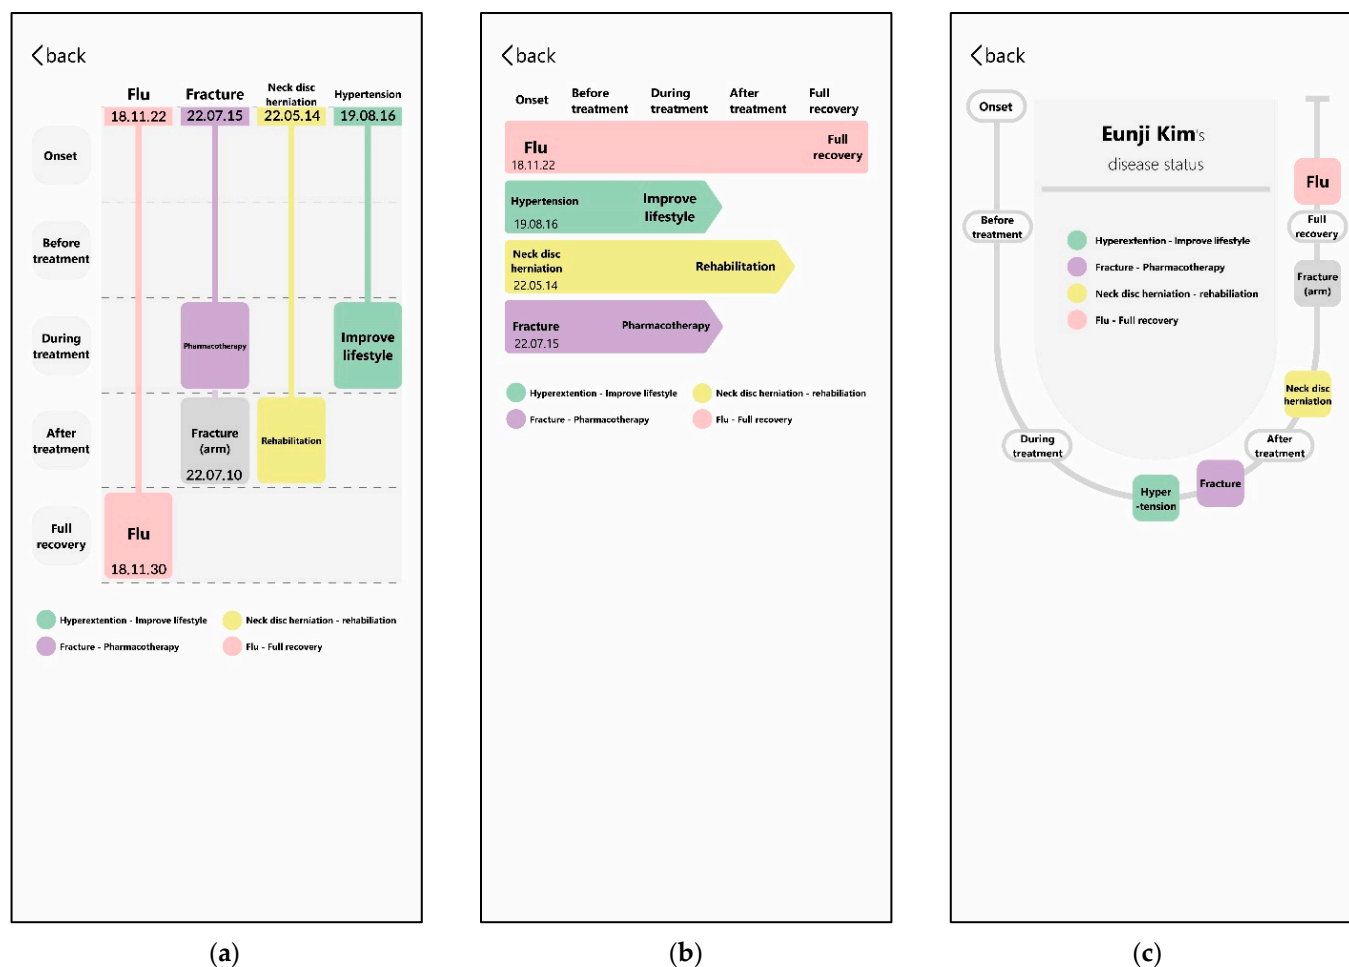 back
Flu
Fracture
Neck disc
herniation
Hypertension
18.11.22
22.07.15
22.05.14
19.08.16
Onset
Before
treatment
During
treatment
Pharmacotherapy
Improve
lifestyle
After
treatment
Fracture
(arm)
22.07.10
Rehabilitation
Full
recovery
Flu
18.11.30
Hyperextention - Improve lifestyle
Neck disc herniation - rehabiliation
Fracture - Pharmacotherapy
Flu - Full recovery
(a)
back
Onset
Before
treatment
During
treatment
After
treatment
Full
recovery
Flu
18.11.22
Full
recovery
Hypertension
19.08.16
Improve
lifestyle
Neck disc
herniation
22.05.14
Rehabilitation
Fracture
22.07.15
Pharmacotherapy
Hyperextention - Improve lifestyle
Neck disc herniation - rehabiliation
Fracture - Pharmacotherapy
Flu - Full recovery
(b)
back
Onset
Eunji Kim's
disease status
Flu
Before
treatment
Full
recovery
Hyperextention - Improve lifestyle
Fracture - Pharmacotherapy
Neck disc herniation - rehabiliation
Flu - Full recovery
Fracture
(arm)
Neck disc
herniation
During
treatment
After
treatment
Hyper
-tension
Fracture
(c)